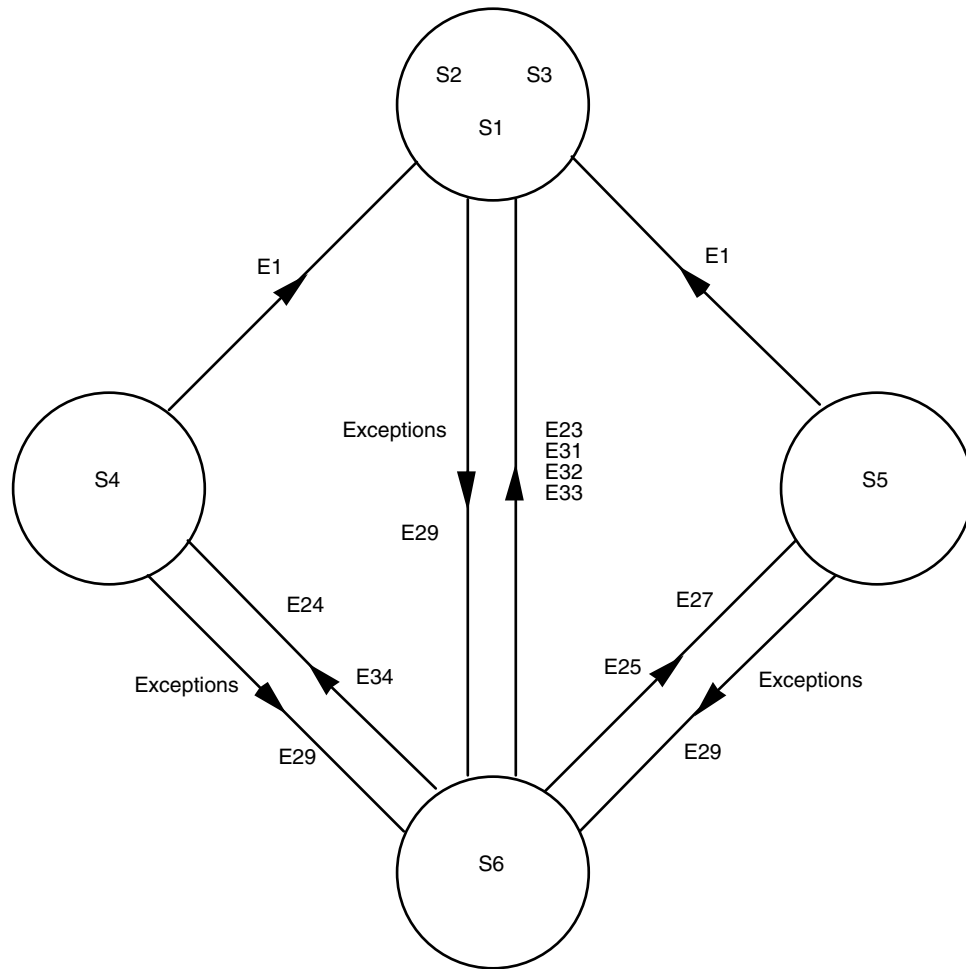 S2
S3
S1
E1
E1
Exceptions
E23
E31
E32
E33
S4
S5
E29
E24
E27
E34
E25
Exceptions
Exceptions
E29
E29
S6